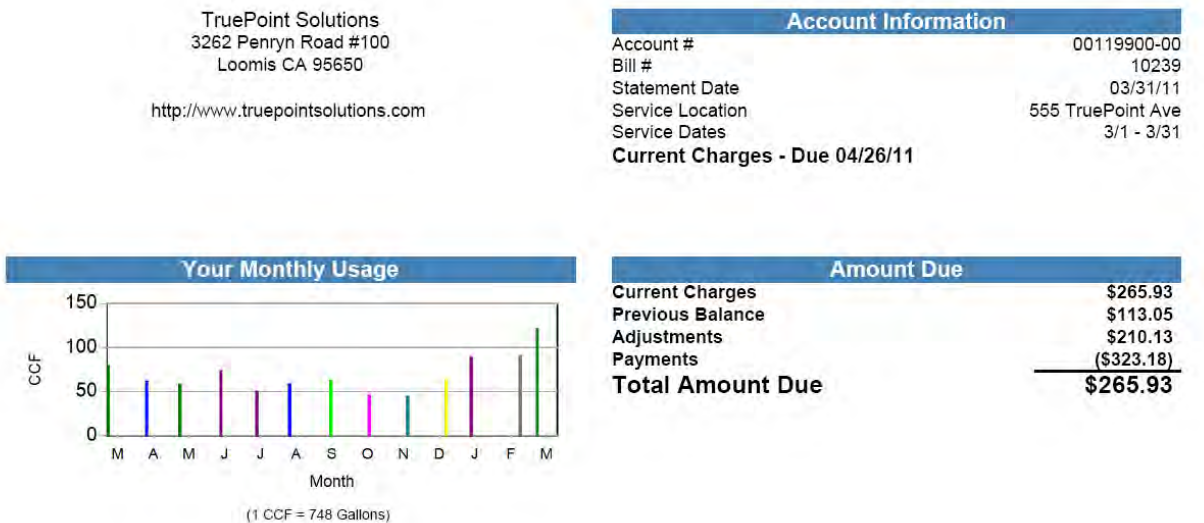 TruePoint Solutions
3262 Penryn Road #100
Loomis CA 95650
http://www.truepointsolutions.com
Account Information
Account # 00119900-00
Bill # 10239
Statement Date 03/31/11
Service Location 555 TruePoint Ave
Service Dates 3/1 - 3/31
Current Charges - Due 04/26/11
Your Monthly Usage
150
100
50
0
CCF
M A M J J A S O N D J F M
Month
(1 CCF = 748 Gallons)
Amount Due
Current Charges $265.93
Previous Balance $113.05
Adjustments $210.13
Payments ($323.18)
Total Amount Due $265.93